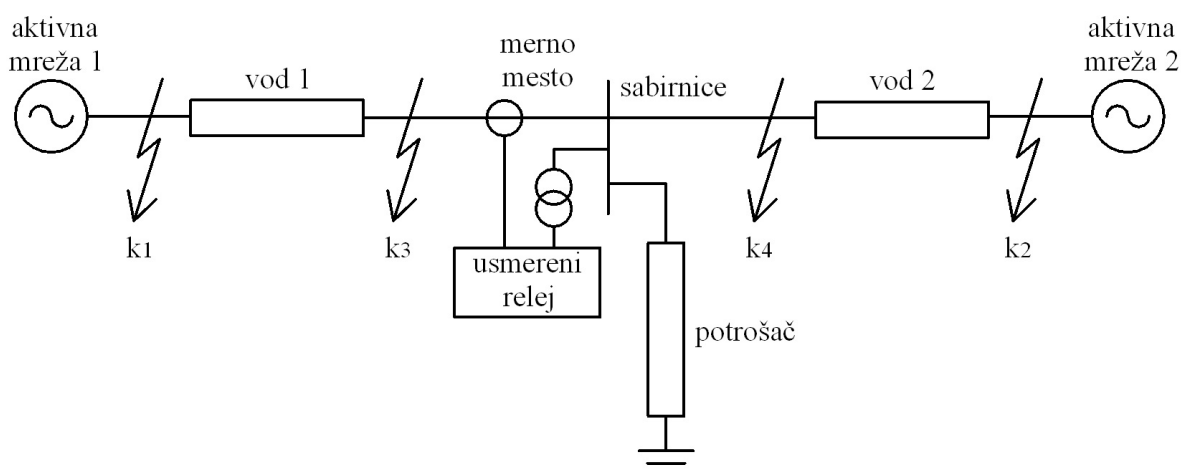 aktivna
mreža 1
vod 1
merno
mesto
sabirnice
vod 2
aktivna
mreža 2
k1
k3
usmereni
relej
k4
k2
potrošač